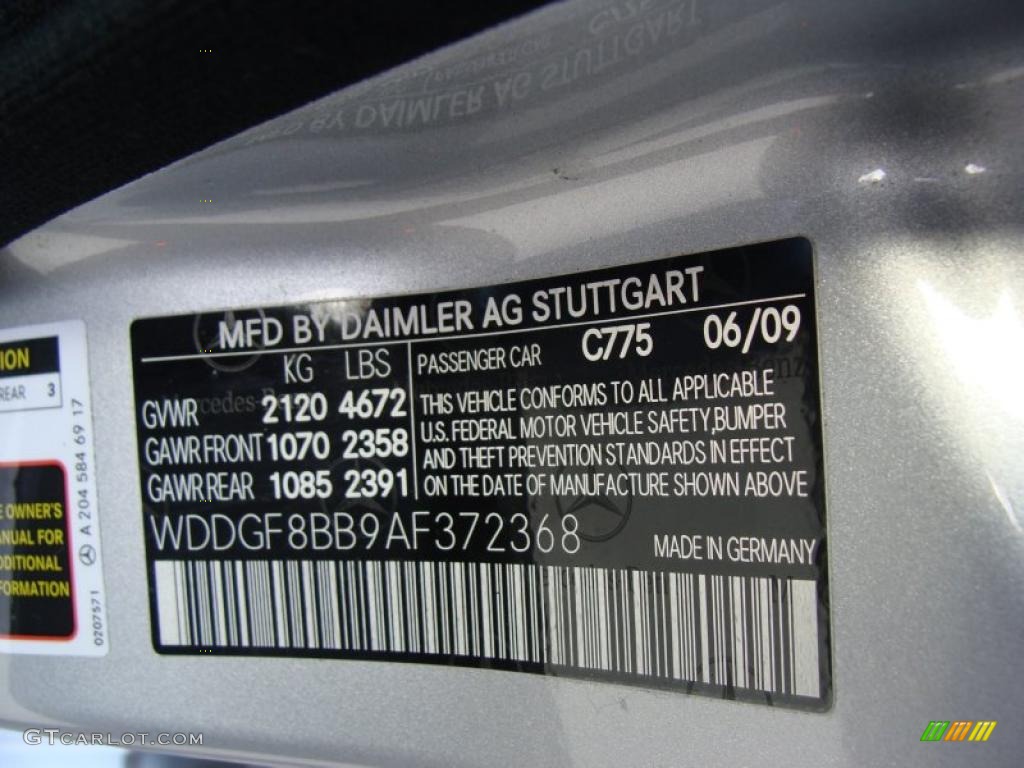 MFD BY DAIMLER AG STUTTGART
KG LBS
GVWR 2120 4672
GAWR FRONT 1070 2358
GAWR REAR 1085 2391
PASSENGER CAR C775 06/09
THIS VEHICLE CONFORMS TO ALL APPLICABLE
U.S. FEDERAL MOTOR VEHICLE SAFETY, BUMPER
AND THEFT PREVENTION STANDARDS IN EFFECT
ON THE DATE OF MANUFACTURE SHOWN ABOVE
WDDGF8BB9AF372368
MADE IN GERMANY
ION
REAR 3
E OWNER'S
ANUAL FOR
DDITIONAL
FORMATION
A 204 584 69 17
0207571
GTCARLOT.COM